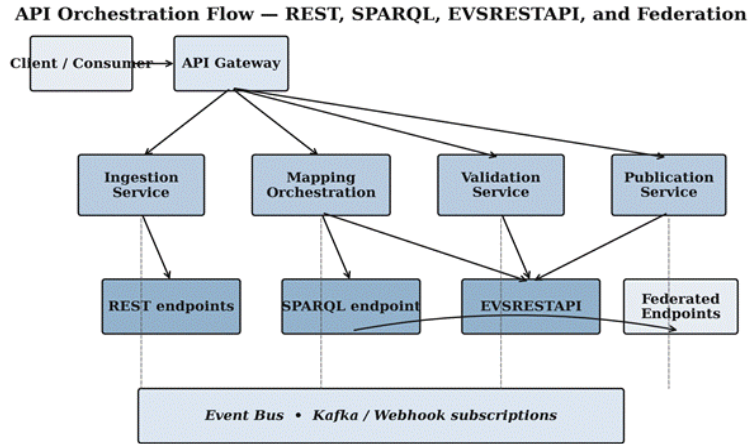 API Orchestration Flow — REST, SPARQL, EVSRESTAPI, and Federation
Client / Consumer
API Gateway
Ingestion
Service
Mapping
Orchestration
Validation
Service
Publication
Service
REST endpoints
SPARQL endpoint
EVSRESTAPI
Federated
Endpoints
Event Bus • Kafka / Webhook subscriptions